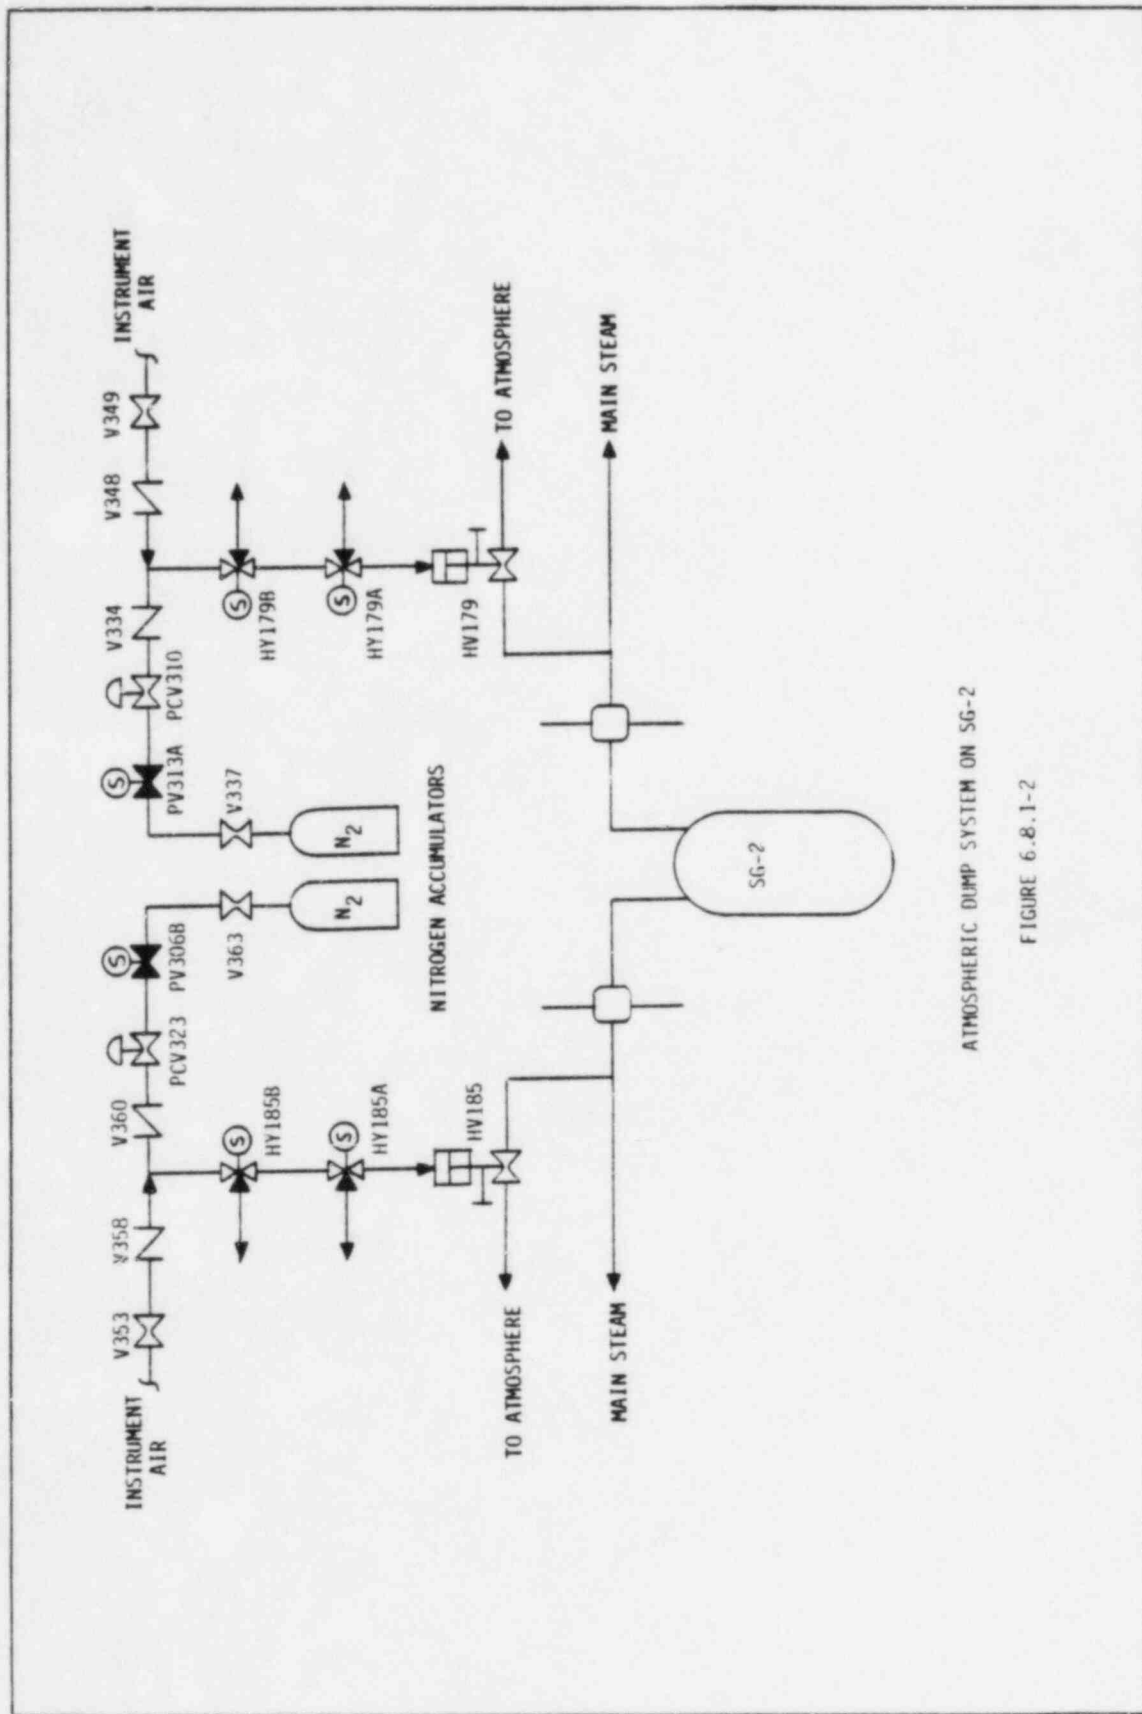 INSTRUMENT
AIR
V353
V358
V360
PCV323
PV306B
PV313A
PCV310
V334
V348
V349
INSTRUMENT
AIR
S
S
V363
V337
S
HY185B
S
HY179B
N2
N2
S
HY185A
S
HY179A
NITROGEN ACCUMULATORS
HV185
HV179
TO ATMOSPHERE
TO ATMOSPHERE
MAIN STEAM
MAIN STEAM
SG-2
ATMOSPHERIC DUMP SYSTEM ON SG-2
FIGURE 6.8.1-2